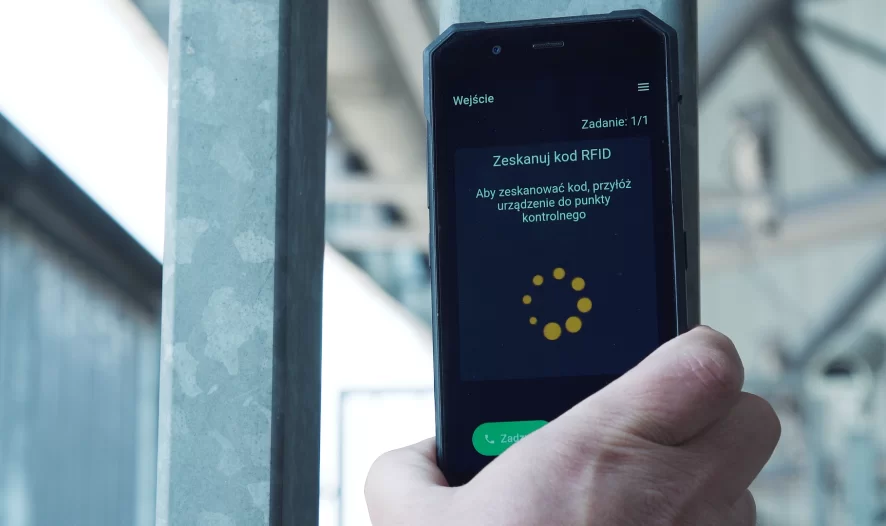 Wejście
Zadanie: 1/1
Zeskanuj kod RFID
Aby zeskanować kod, przyłóż
urządzenie do punkty
kontrolnego